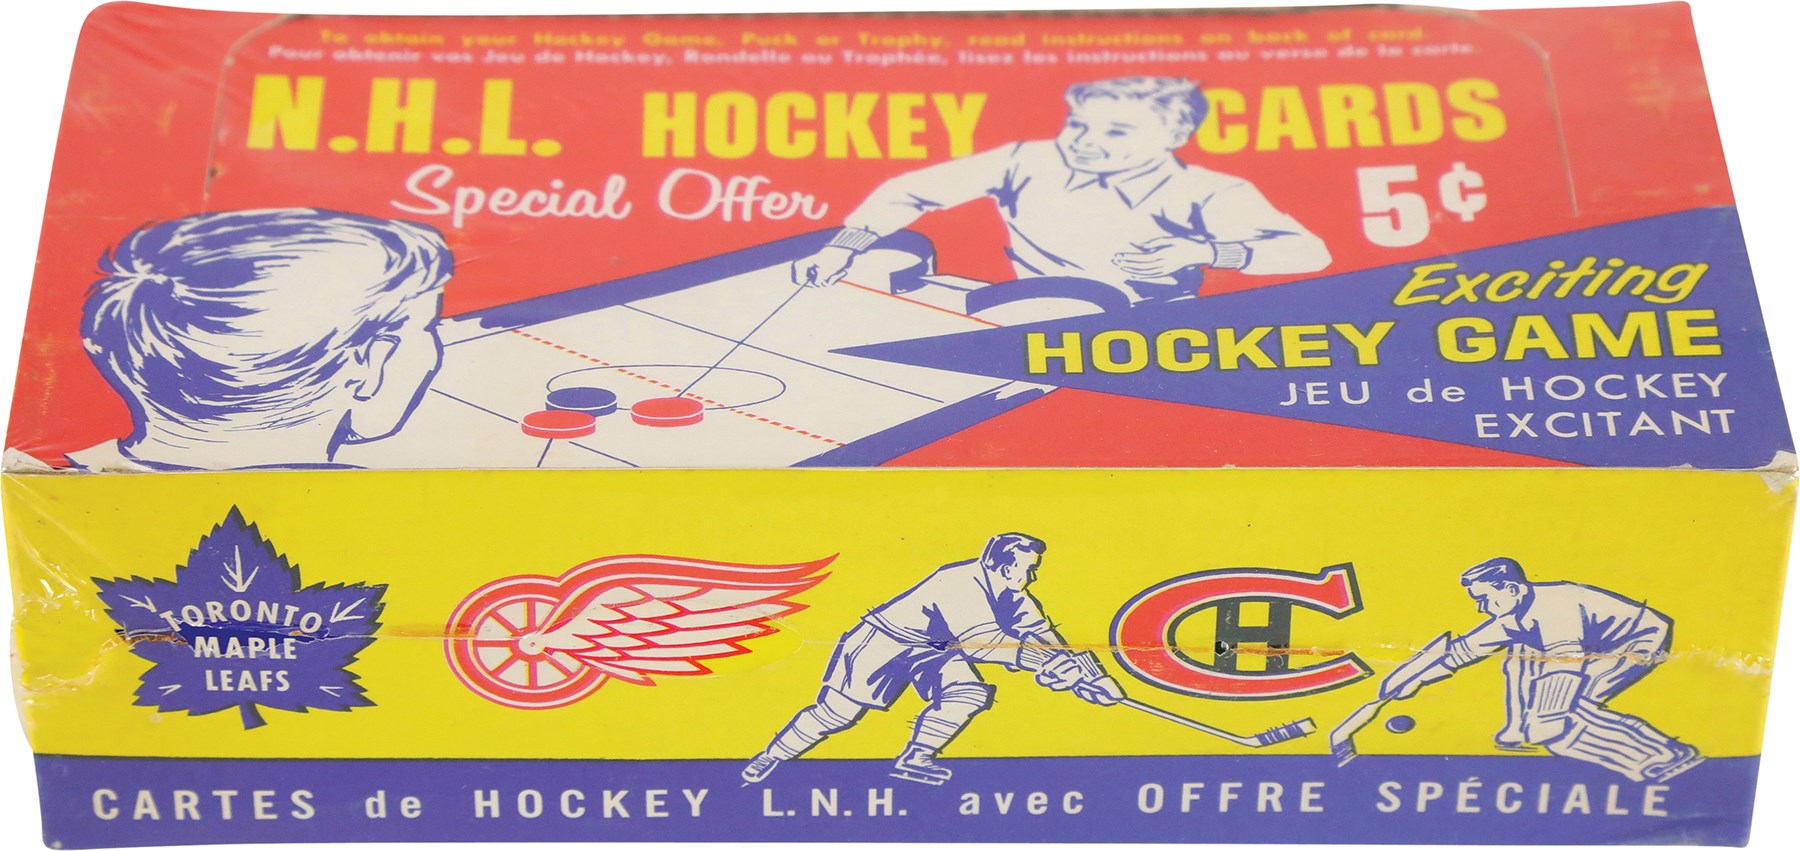 To obtain your Hockey Game, Puck or Trophy, read instructions on back of card.
Pour obtenir vos Jeu de Hockey, Rondelle ou Trophée, lisez les instructions au verso de la carte.
N.H.L. HOCKEY CARDS
Special Offer
5¢
Exciting
HOCKEY GAME
JEU de HOCKEY
EXCITANT
TORONTO
MAPLE
LEAFS
CH
CARTES de HOCKEY L.N.H. avec OFFRE SPÉCIALE